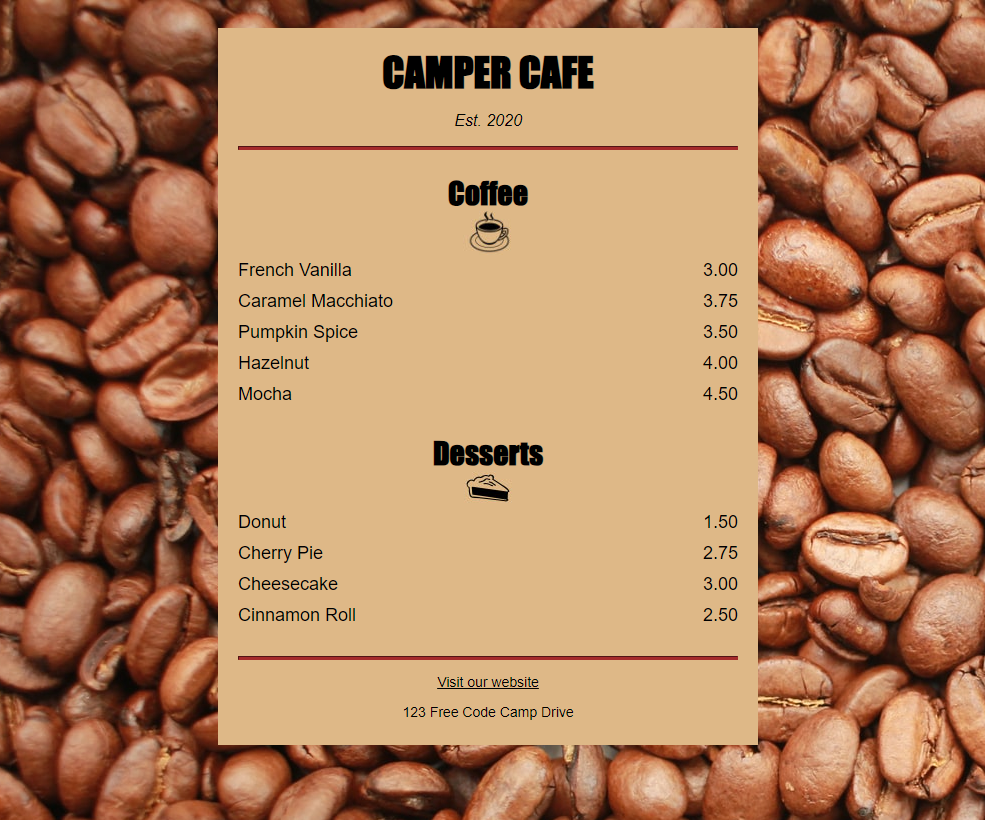 CAMPER CAFE
Est. 2020
Coffee
French Vanilla 3.00
Caramel Macchiato 3.75
Pumpkin Spice 3.50
Hazelnut 4.00
Mocha 4.50
Desserts
Donut 1.50
Cherry Pie 2.75
Cheesecake 3.00
Cinnamon Roll 2.50
Visit our website
123 Free Code Camp Drive